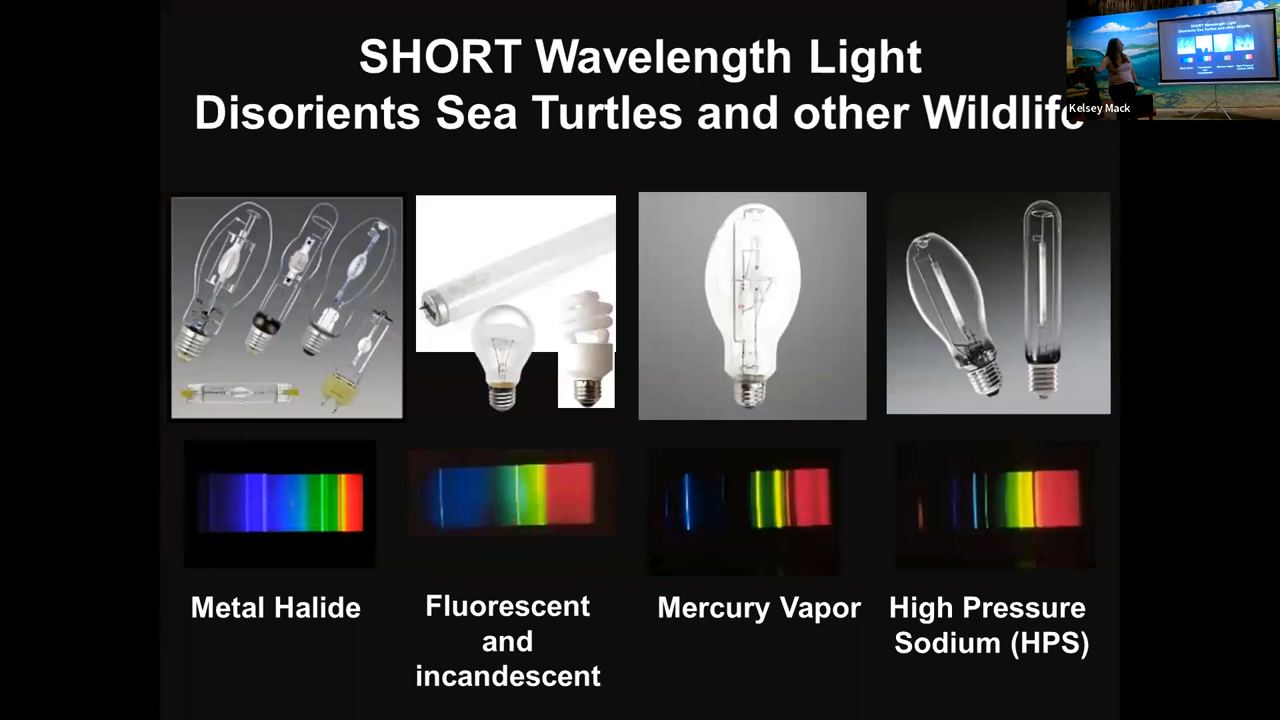 SHORT Wavelength Light
Disorients Sea Turtles and other Wildlife
Kelsey Mack
Metal Halide
Fluorescent
and
incandescent
Mercury Vapor
High Pressure
Sodium (HPS)